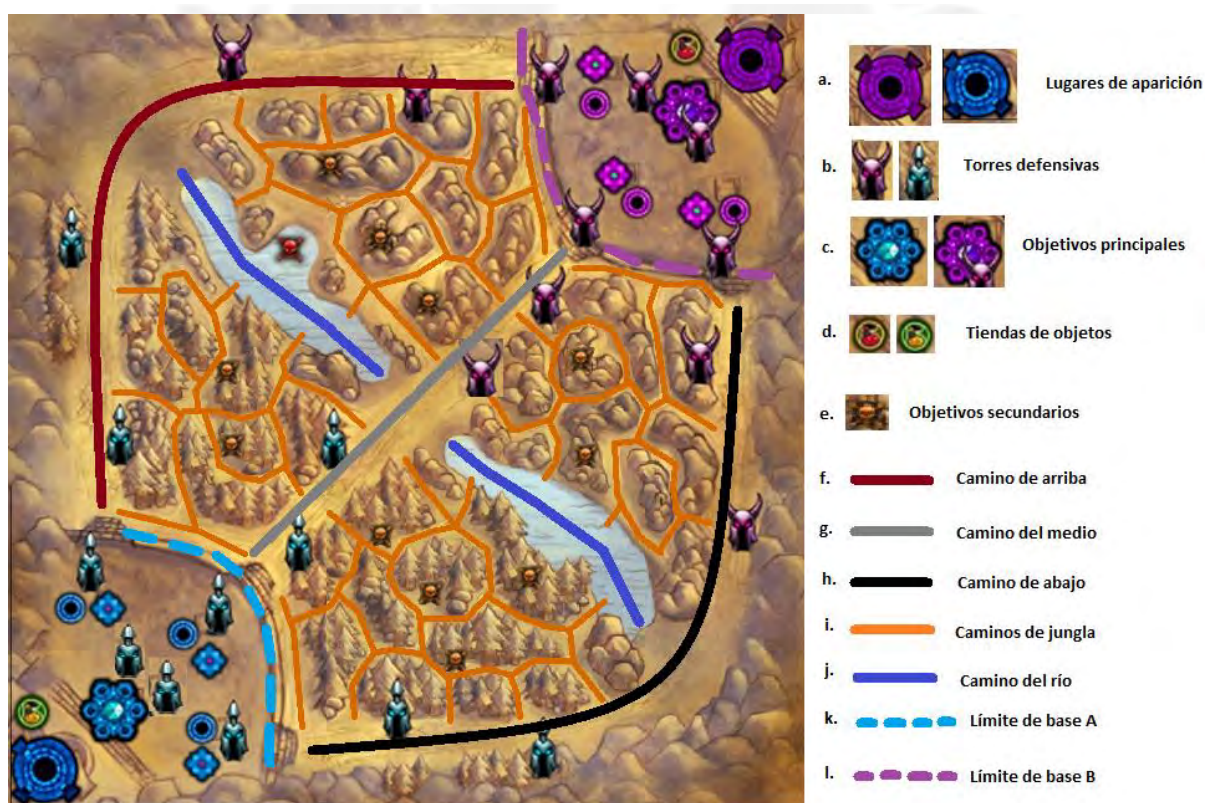 a. Lugares de aparición
b. Torres defensivas
c. Objetivos principales
d. Tiendas de objetos
e. Objetivos secundarios
f. Camino de arriba
g. Camino del medio
h. Camino de abajo
i. Caminos de jungla
j. Camino del río
k. Límite de base A
l. Límite de base B